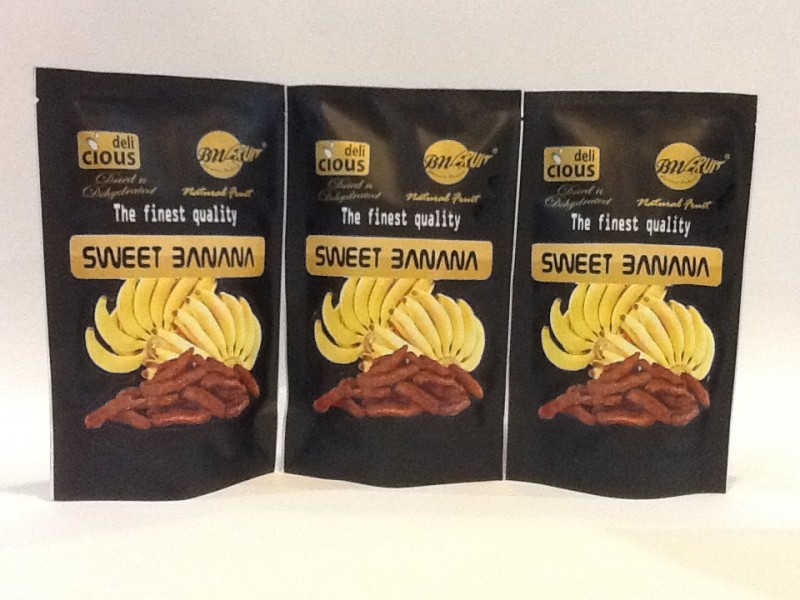 deli
cious
BNFRUIT
Dried n
Dehydrated
Natural Fruit
The finest quality
SWEET BANANA
deli
cious
BNFRUIT
Dried n
Dehydrated
Natural Fruit
The finest quality
SWEET BANANA
deli
cious
BNFRUIT
Dried n
Dehydrated
Natural Fruit
The finest quality
SWEET BANANA